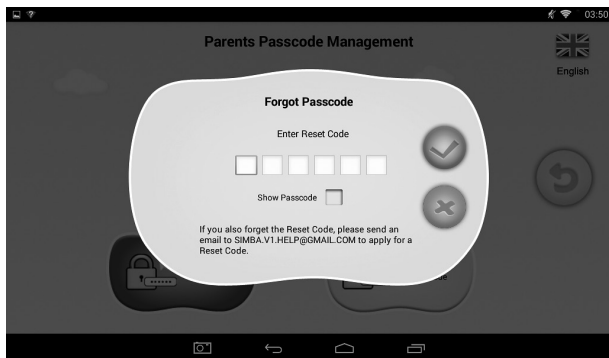 03:50
Parents Passcode Management
English
Forgot Passcode
Enter Reset Code
Show Passcode
If you also forget the Reset Code, please send an
email to SIMBA.V1.HELP@GMAIL.COM to apply for a
Reset Code.